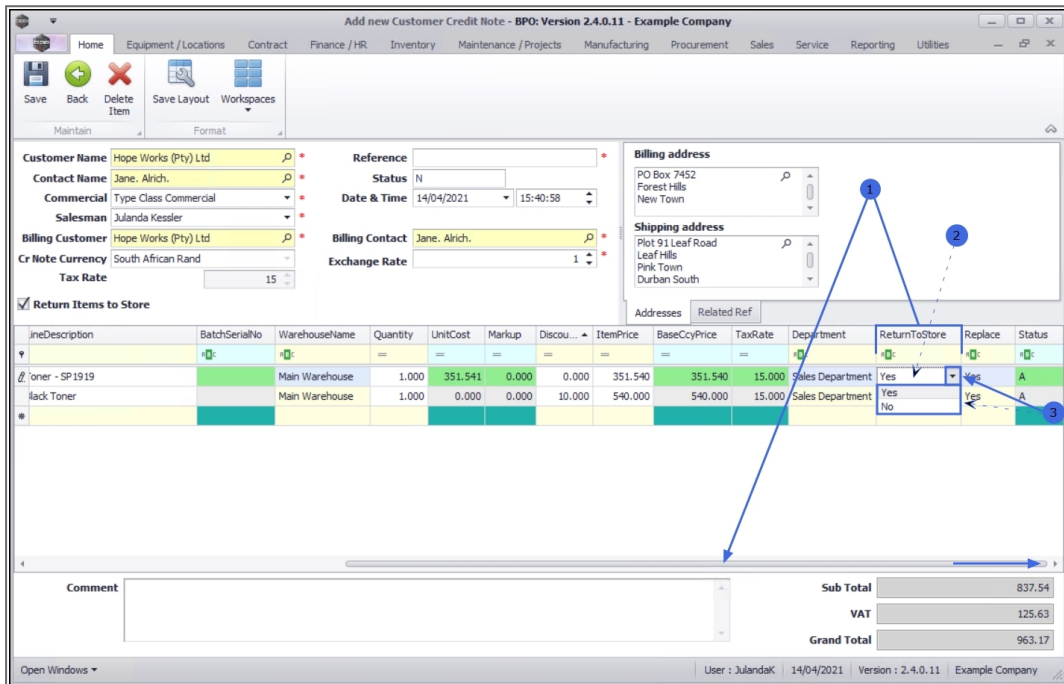 Add new Customer Credit Note - BPO: Version 2.4.0.11 - Example Company
Home Equipment / Locations Contract Finance / HR Inventory Maintenance / Projects Manufacturing Procurement Sales Service Reporting Utilities
Save Back Delete Item Save Layout Workspaces
Maintain Format
Customer Name Hope Works (Pty) Ltd * Reference * Billing address
Contact Name Jane. Alrich. * Status N PO Box 7452
Forest Hills
New Town
Commercial Type Class Commercial * Date & Time 14/04/2021 15:40:58
Salesman Julanda Kessler * Shipping address
Billing Customer Hope Works (Pty) Ltd * Billing Contact Jane. Alrich. * Plot 91 Leaf Road
Leaf Hills
Pink Town
Durban South
Cr Note Currency South African Rand Exchange Rate 1 *
Tax Rate 15
Return Items to Store Addresses Related Ref
1
2
LineDescription BatchSerialNo WarehouseName Quantity UnitCost Markup Discou... ItemPrice BaseCcyPrice TaxRate Department ReturnToStore Replace Status
Toner - SP1919 Main Warehouse 1.000 351.541 0.000 0.000 351.540 351.540 15.000 Sales Department Yes Yes A
Black Toner Main Warehouse 1.000 0.000 0.000 10.000 540.000 540.000 15.000 Sales Department Yes Yes A
No
3
Comment Sub Total 837.54
VAT 125.63
Grand Total 963.17
Open Windows User : JulandaK 14/04/2021 Version : 2.4.0.11 Example Company